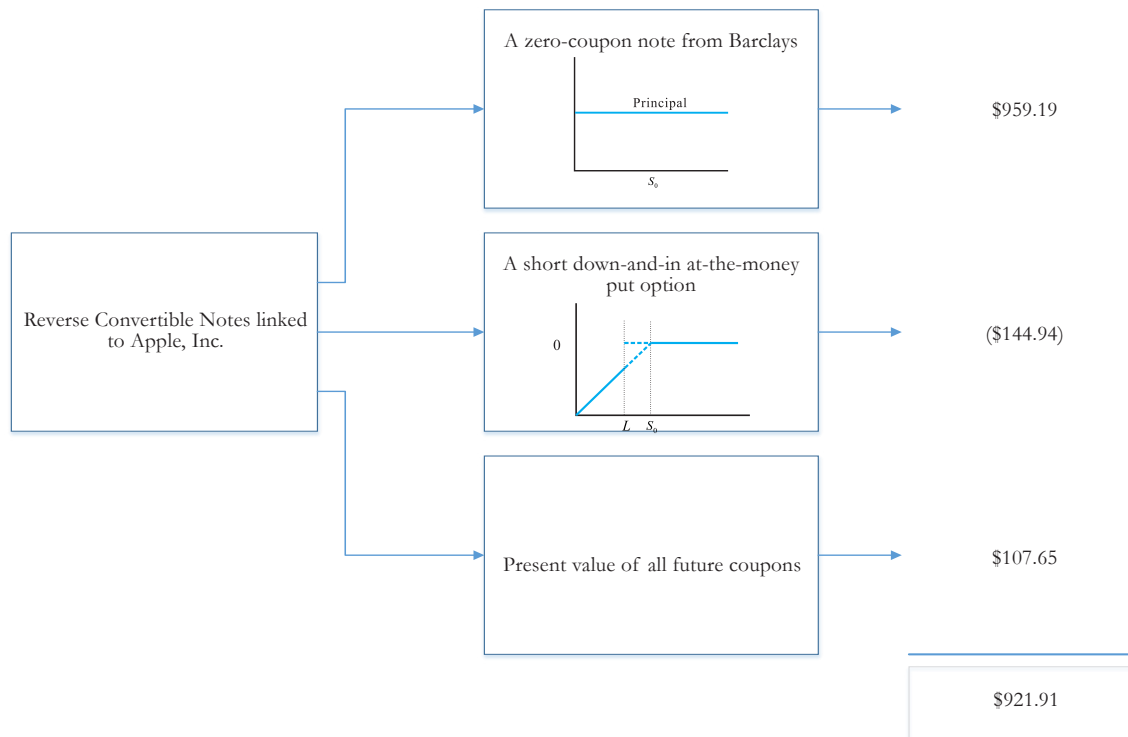 A zero-coupon note from Barclays
Principal
S₀
$959.19
Reverse Convertible Notes linked
to Apple, Inc.
A short down-and-in at-the-money
put option
0
L S₀
($144.94)
Present value of all future coupons
$107.65
$921.91